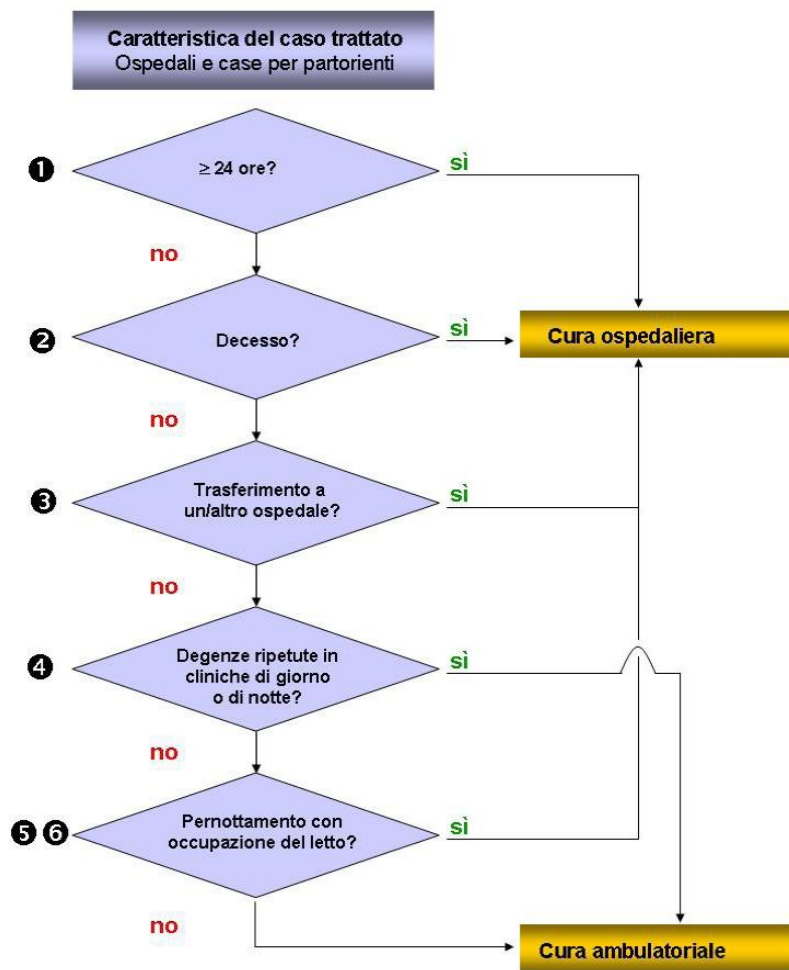 Caratteristica del caso trattato
Ospedali e case per partorienti
❶
≥ 24 ore?
sì
no
❷
Decesso?
sì
Cura ospedaliera
no
❸
Trasferimento a
un/altro ospedale?
sì
no
❹
Degenze ripetute in
cliniche di giorno
o di notte?
sì
no
❺ ❻
Pernottamento con
occupazione del letto?
sì
no
Cura ambulatoriale